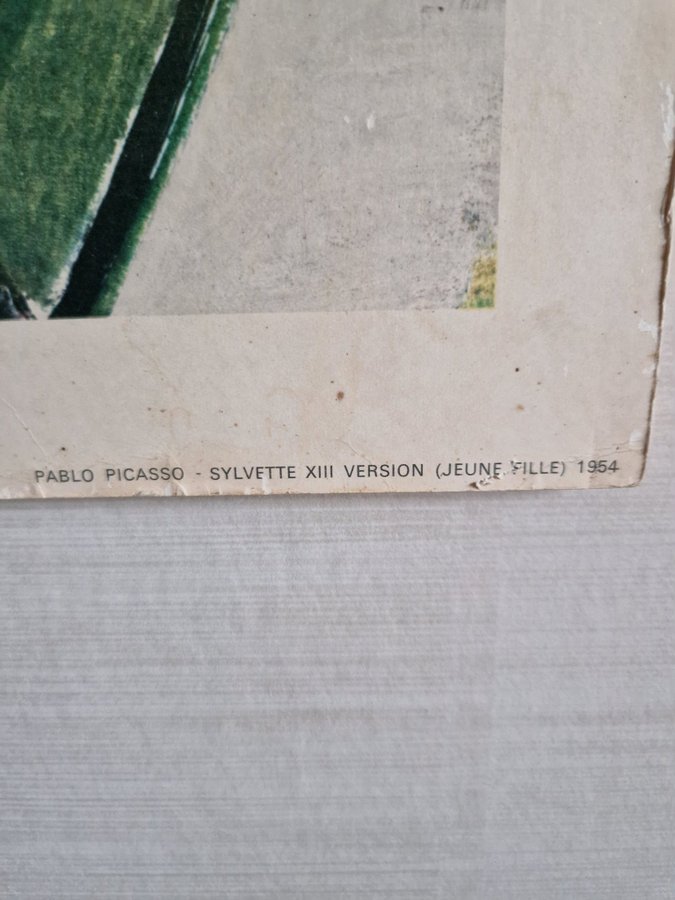 PABLO PICASSO - SYLVETTE XIII VERSION (JEUNE FILLE) 1954